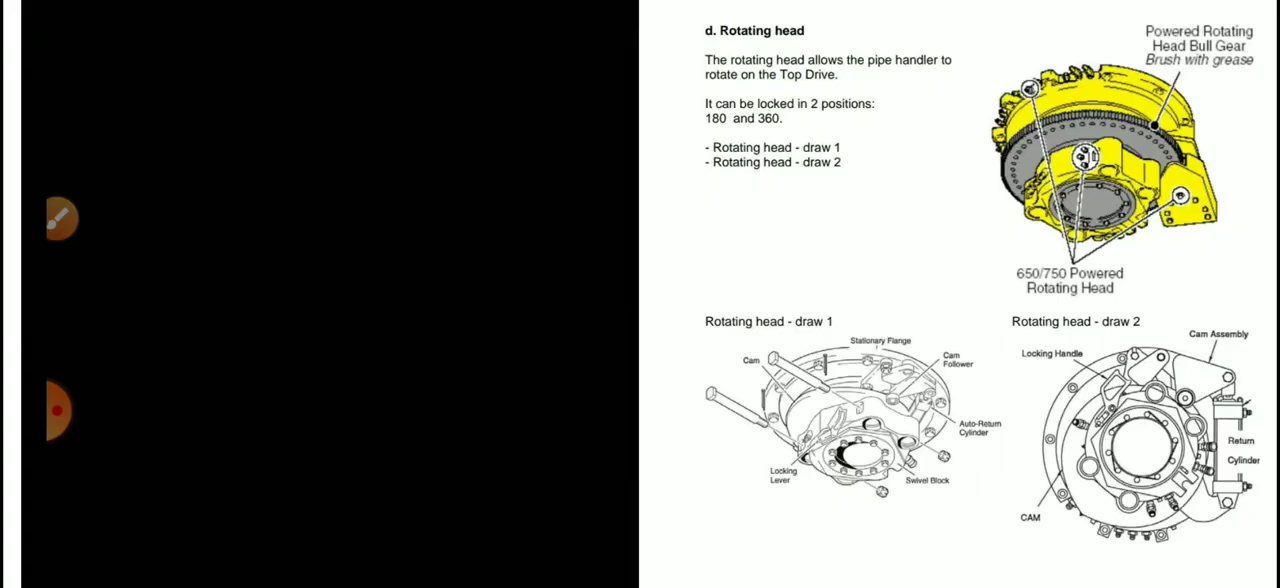 d. Rotating head
The rotating head allows the pipe handler to
rotate on the Top Drive.
It can be locked in 2 positions:
180 and 360.
- Rotating head - draw 1
- Rotating head - draw 2
Powered Rotating
Head Bull Gear
Brush with grease
650/750 Powered
Rotating Head
Rotating head - draw 1
Stationary Flange
Cam
Cam
Follower
Auto-Return
Cylinder
Locking
Lever
Swivel Block
Rotating head - draw 2
Cam Assembly
Locking Handle
Return
Cylinder
CAM